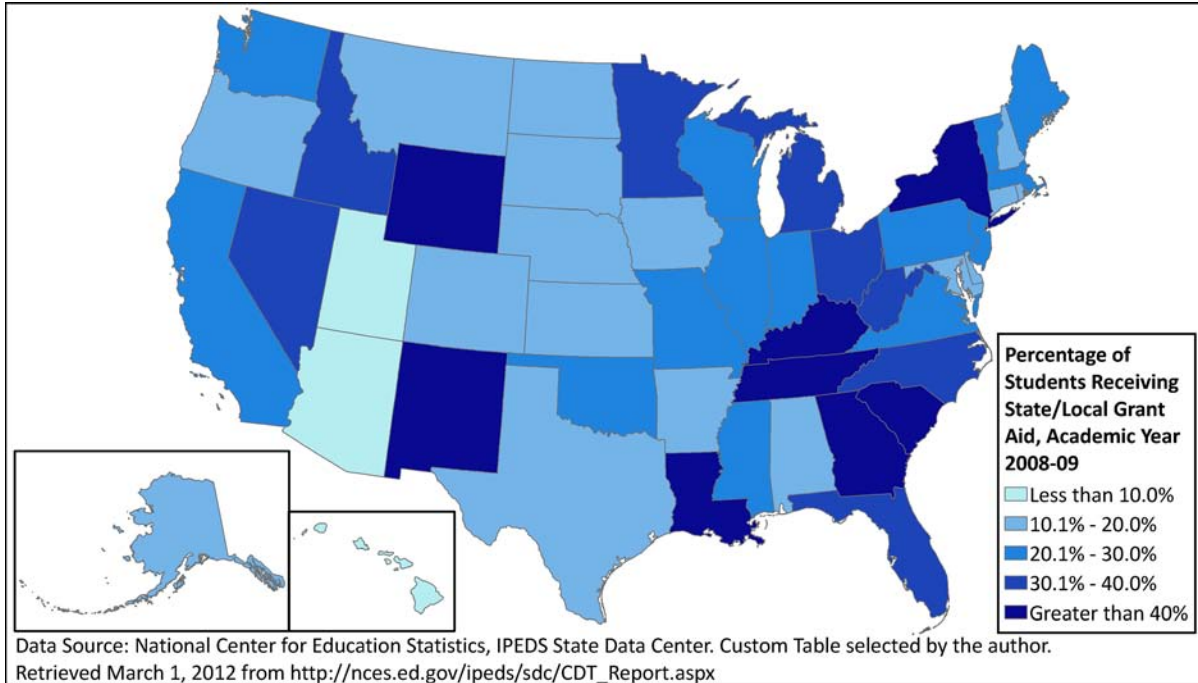 Percentage of
Students Receiving
State/Local Grant
Aid, Academic Year
2008-09
Less than 10.0%
10.1% - 20.0%
20.1% - 30.0%
30.1% - 40.0%
Greater than 40%
Data Source: National Center for Education Statistics, IPEDS State Data Center. Custom Table selected by the author.
Retrieved March 1, 2012 from http://nces.ed.gov/ipeds/sdc/CDT_Report.aspx